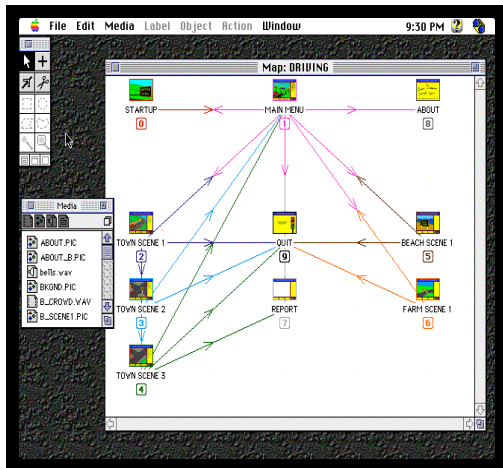 File Edit Media Label Object Action Window 9:30 PM
Map: DRIVING
STARTUP MAIN MENU ABOUT
0 1 8
Media
ABOUT.PIC
ABOUT_B.PIC
bells.wav
BKGND.PIC
B_CROWD.WAV
B_SCENE1.PIC
TOWN SCENE 1 QUIT BEACH SCENE 1
2 9 5
TOWN SCENE 2 REPORT FARM SCENE 1
3 7 6
TOWN SCENE 3
4